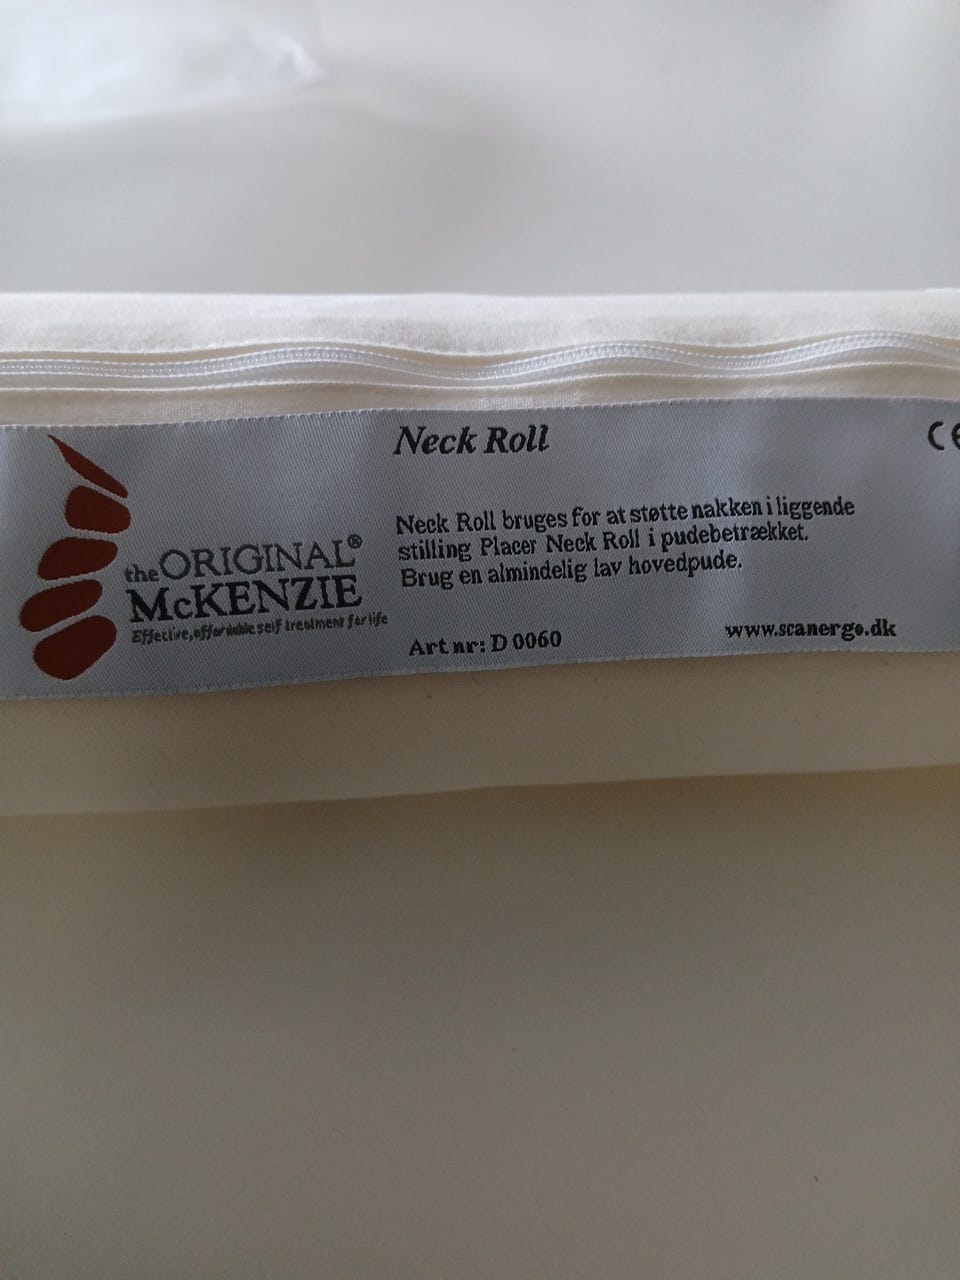 Neck Roll
CE
the ORIGINAL®
McKENZIE
Effective, affordable self treatment for life
Neck Roll bruges for at støtte nakken i liggende
stilling Placer Neck Roll i pudebetrækket.
Brug en almindelig lav hovedpude.
Art nr: D 0060
www.scanergo.dk